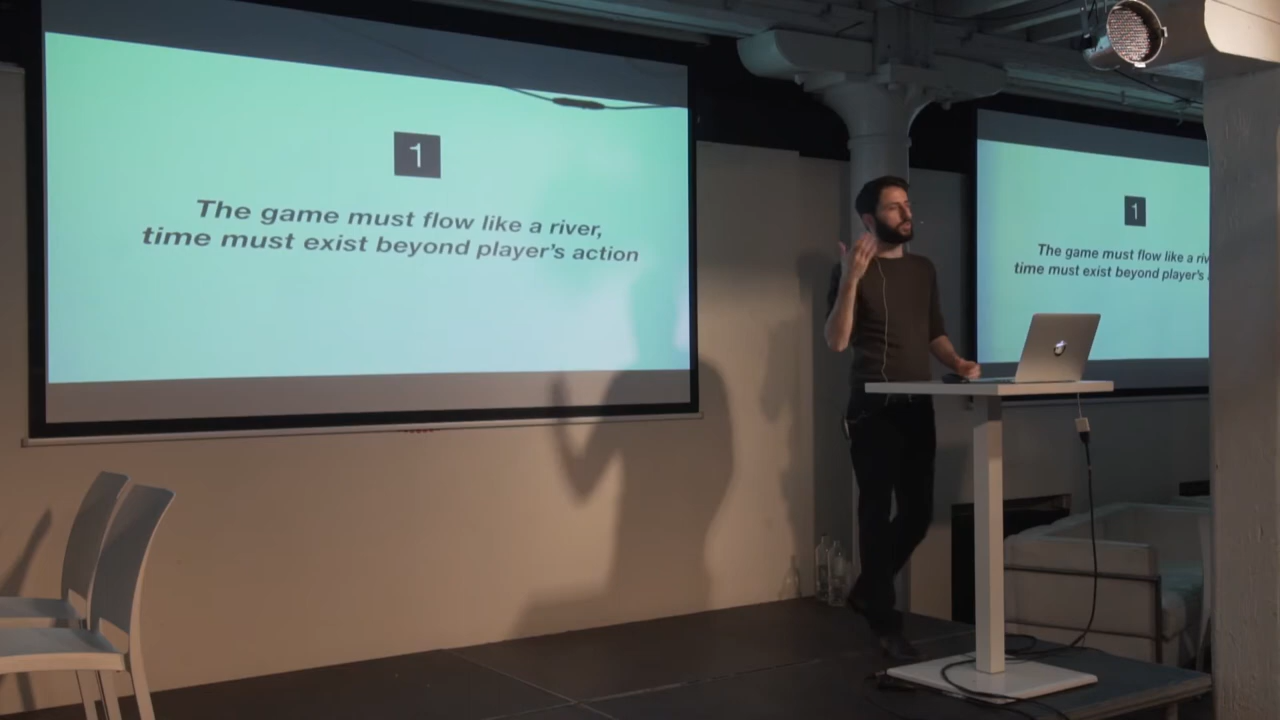 1
The game must flow like a river,
time must exist beyond player's action
1
The game must flow like a riv
time must exist beyond player's